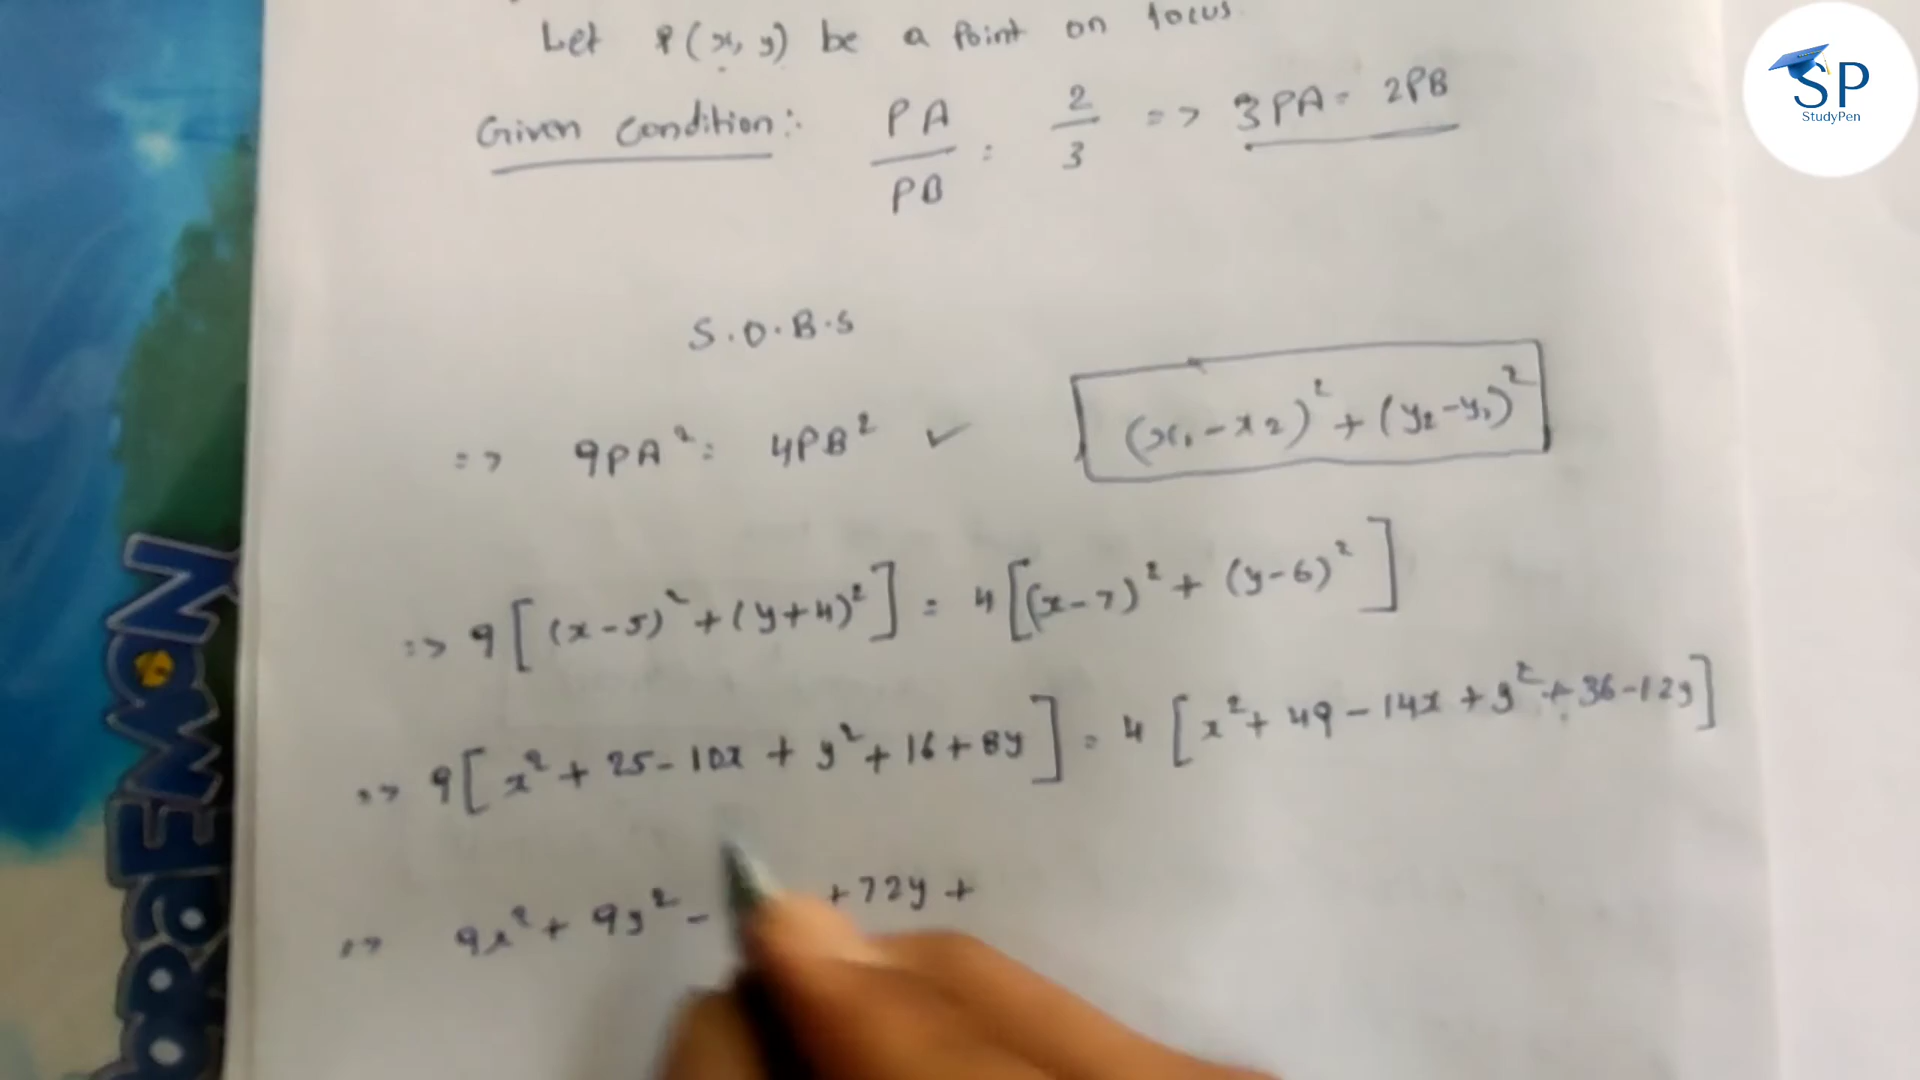 Let P(x, y) be a point on locus
Given condition:- PA/PB = 2/3 => 3PA = 2PB
S.O.B.S
=> 9PA² = 4PB² ✓ (x₁-x₂)² + (y₂-y₁)²
=> 9[(x-5)² + (y+4)²] = 4[(x-7)² + (y-6)²]
=> 9[x² + 25 - 10x + y² + 16 + 8y] = 4[x² + 49 - 14x + y² + 36 - 12y]
=> 9x² + 9y² - +72y +
SP
StudyPen